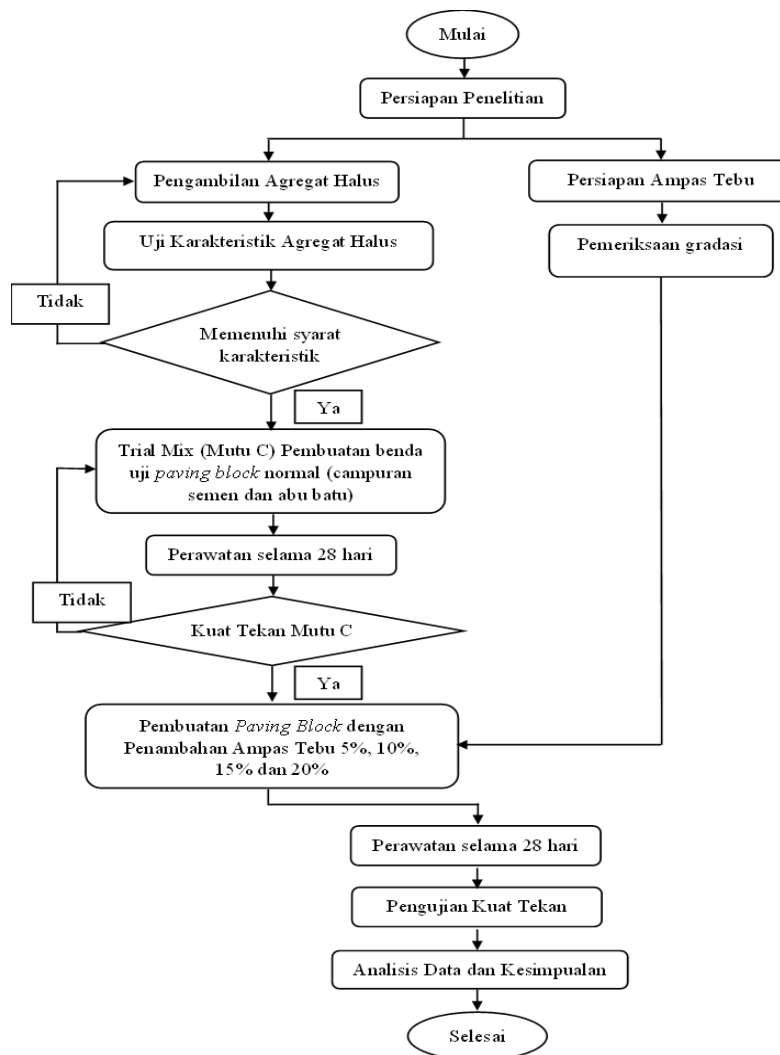 Mulai
Persiapan Penelitian
Pengambilan Agregat Halus
Persiapan Ampas Tebu
Uji Karakteristik Agregat Halus
Pemeriksaan gradasi
Tidak
Memenuhi syarat
karakteristik
Ya
Trial Mix (Mutu C) Pembuatan benda
uji paving block normal (campuran
semen dan abu batu)
Perawatan selama 28 hari
Tidak
Kuat Tekan Mutu C
Ya
Pembuatan Paving Block dengan
Penambahan Ampas Tebu 5%, 10%,
15% dan 20%
Perawatan selama 28 hari
Pengujian Kuat Tekan
Analisis Data dan Kesimpualan
Selesai